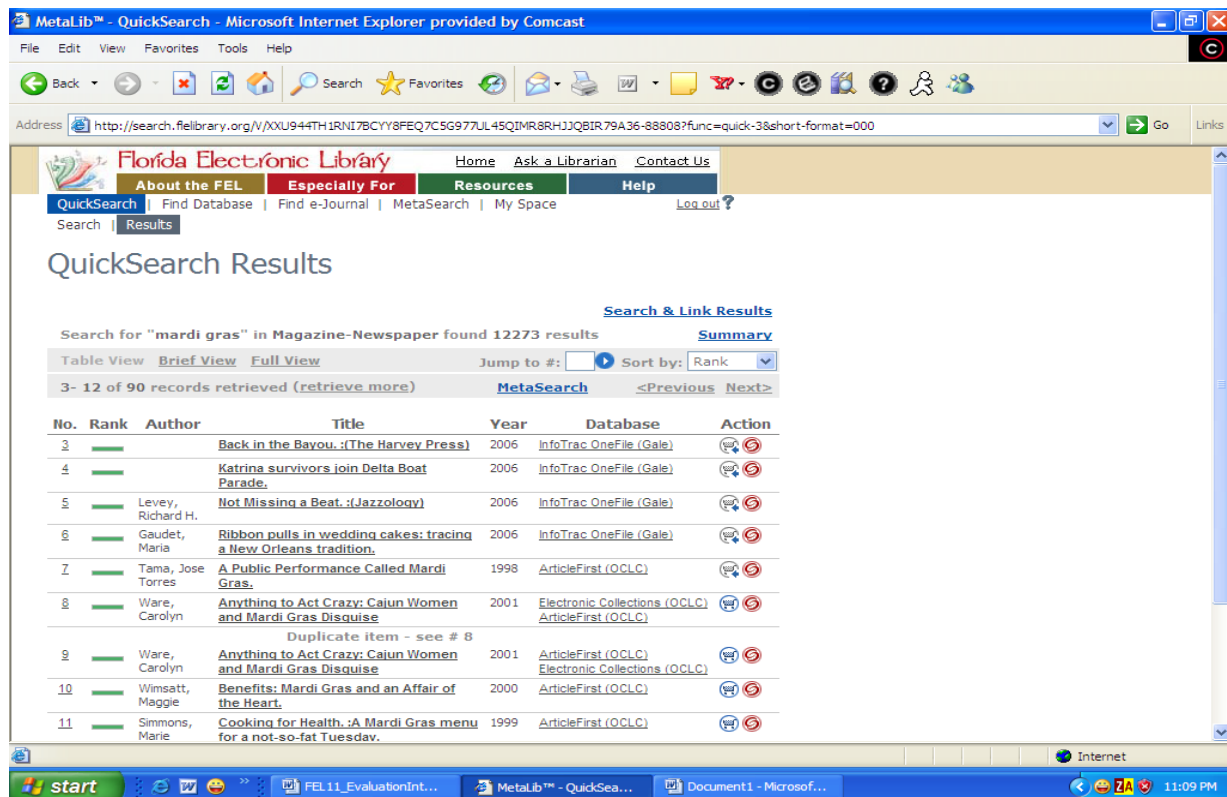 MetaLib™ - QuickSearch - Microsoft Internet Explorer provided by Comcast
File Edit View Favorites Tools Help
Back Search Favorites
Address http://search.flelibrary.org/V/XXU944TH1RNI7BCYY8FEQ7C5G977UL45QIMR8RHJJQBIR79A36-88808?func=quick-3&short-format=000 Go Links
Florida Electronic Library Home Ask a Librarian Contact Us
About the FEL Especially For Resources Help
QuickSearch | Find Database | Find e-Journal | MetaSearch | My Space Log out ?
Search | Results
QuickSearch Results
Search & Link Results
Search for "mardi gras" in Magazine-Newspaper found 12273 results Summary
Table View Brief View Full View Jump to #: Sort by: Rank
3- 12 of 90 records retrieved (retrieve more) MetaSearch <Previous Next>
No. Rank Author Title Year Database Action
3 Back in the Bayou. :(The Harvey Press) 2006 InfoTrac OneFile (Gale)
4 Katrina survivors join Delta Boat 2006 InfoTrac OneFile (Gale)
Parade.
5 Levey, Not Missing a Beat. :(Jazzology) 2006 InfoTrac OneFile (Gale)
Richard H.
6 Gaudet, Ribbon pulls in wedding cakes: tracing 2006 InfoTrac OneFile (Gale)
Maria a New Orleans tradition.
7 Tama, Jose A Public Performance Called Mardi 1998 ArticleFirst (OCLC)
Torres Gras.
8 Ware, Anything to Act Crazy: Cajun Women 2001 Electronic Collections (OCLC)
Carolyn and Mardi Gras Disguise ArticleFirst (OCLC)
Duplicate item - see # 8
9 Ware, Anything to Act Crazy: Cajun Women 2001 ArticleFirst (OCLC)
Carolyn and Mardi Gras Disguise Electronic Collections (OCLC)
10 Wimsatt, Benefits: Mardi Gras and an Affair of 2000 ArticleFirst (OCLC)
Maggie the Heart.
11 Simmons, Cooking for Health. :A Mardi Gras menu 1999 ArticleFirst (OCLC)
Marie for a not-so-fat Tuesday.
Internet
start FEL11_EvaluationInt... MetaLib™ - QuickSea... Document1 - Microsof... ZA 11:09 PM